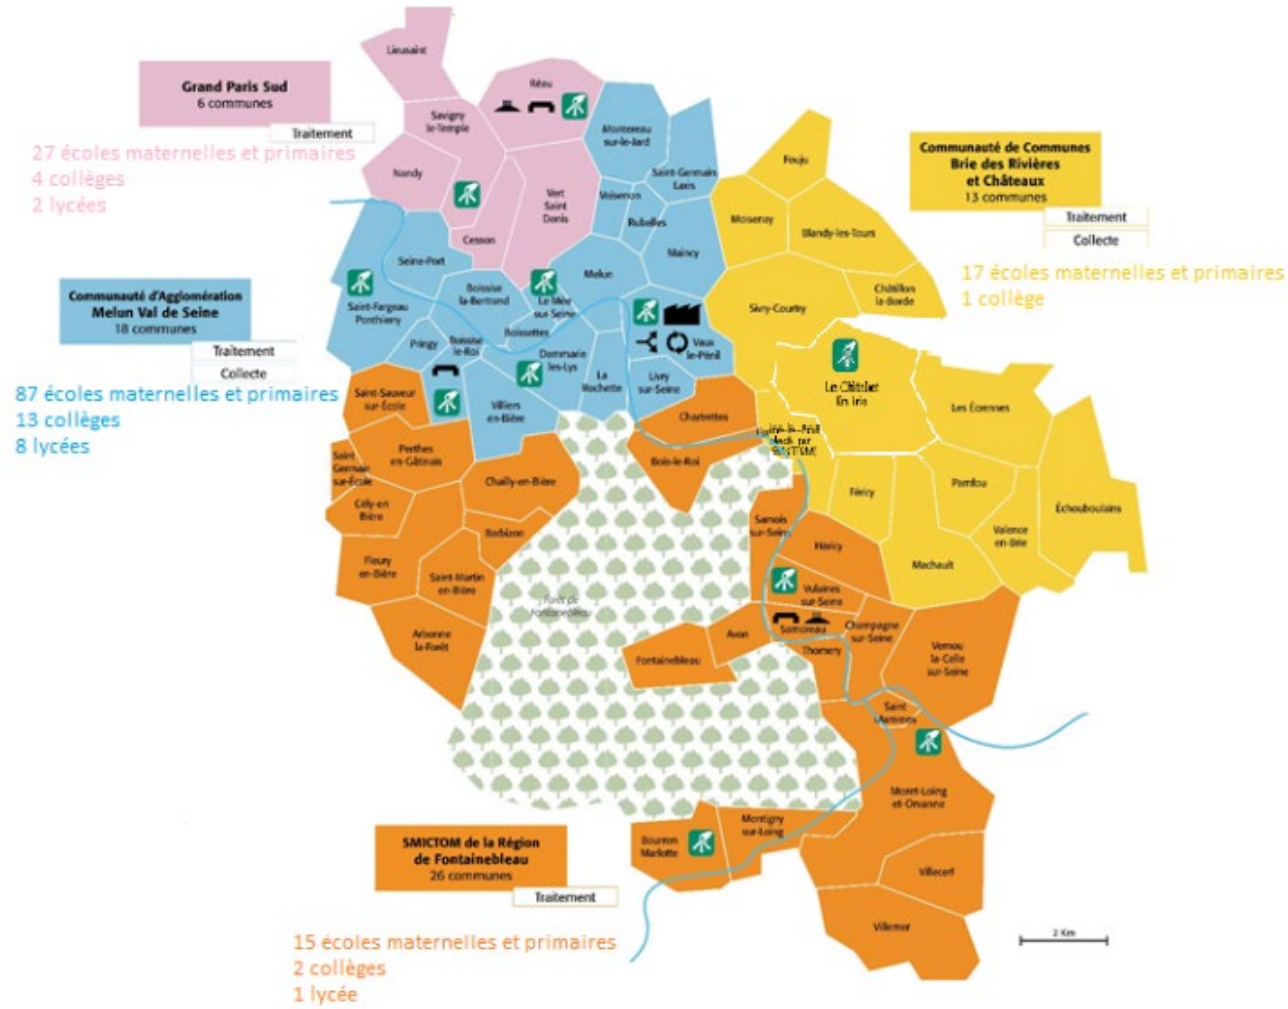 Lieusaint
Grand Paris Sud
6 communes
Traitement
27 écoles maternelles et primaires
4 collèges
2 lycées
Réau
Savigny
le-Temple
Nandy
Vert
Saint
Denis
Cesson
Montereau
sur-le-Jard
Saint-Germain
Laxis
Voisenon
Rubelles
Maincy
Melun
Seine-Port
Boissise
la-Bertrand
Le Mée
sur-Seine
Saint-Fargeau
Ponthierry
Boissettes
Pringy
Boissise
le-Roi
Dammarie
les-Lys
La
Rochette
Vaux
le-Pénil
Livry
sur-Seine
Villiers
en-Bière
Communauté d'Agglomération
Melun Val de Seine
18 communes
Traitement
Collecte
87 écoles maternelles et primaires
13 collèges
8 lycées
Communauté de Communes
Brie des Rivières
et Châteaux
13 communes
Traitement
Collecte
17 écoles maternelles et primaires
1 collège
Fouju
Moisenay
Blandy-les-Tours
Châtillon
la-Borde
Sivry-Courtry
Le Châtelet
Les Écrennes
Pamfou
Échouboulains
Féricy
Valence
en-Brie
Machault
Saint-Sauveur
sur-École
Perthes
en-Gâtinais
Saint
Germain
sur-École
Cély-en
Bière
Chailly-en-Bière
Barbizon
Fleury
en-Bière
Saint-Martin
en-Bière
Arbonne
la-Forêt
Chartrettes
Bois-le-Roi
Samois
sur-Seine
Héricy
Vulaines
sur-Seine
Samoreau
Champagne
sur-Seine
Vernou
la-Celle
sur-Seine
Forêt de
Fontainebleau
Avon
Fontainebleau
Thomery
Saint
Mammes
Moret-Loing
et-Orvanne
Montigny
sur-Loing
Bourron
Marlotte
Villecerf
Villemer
SMICTOM de la Région
de Fontainebleau
26 communes
Traitement
15 écoles maternelles et primaires
2 collèges
1 lycée
2 Km